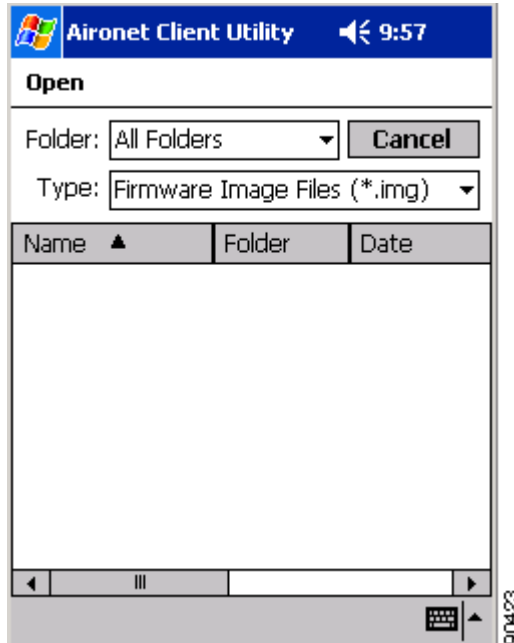 Aironet Client Utility 9:57
Open
Folder: All Folders Cancel
Type: Firmware Image Files (*.img)
Name Folder Date